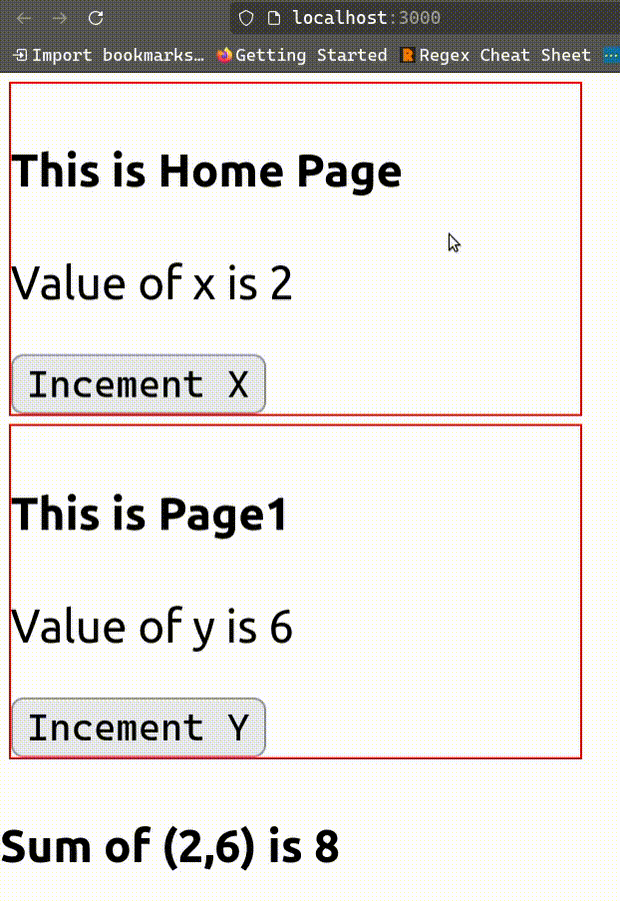 localhost:3000
Import bookmarks… Getting Started Regex Cheat Sheet
This is Home Page
Value of x is 2
Incement X
This is Page1
Value of y is 6
Incement Y
Sum of (2,6) is 8